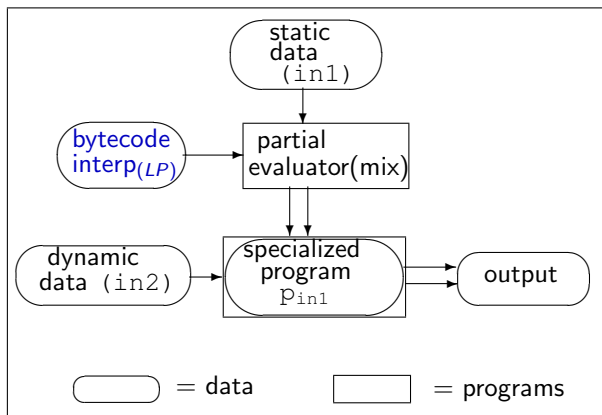 static
data
(in1)
bytecode
interp(LP)
partial
evaluator(mix)
dynamic
data (in2)
specialized
program
pin1
output
= data
= programs